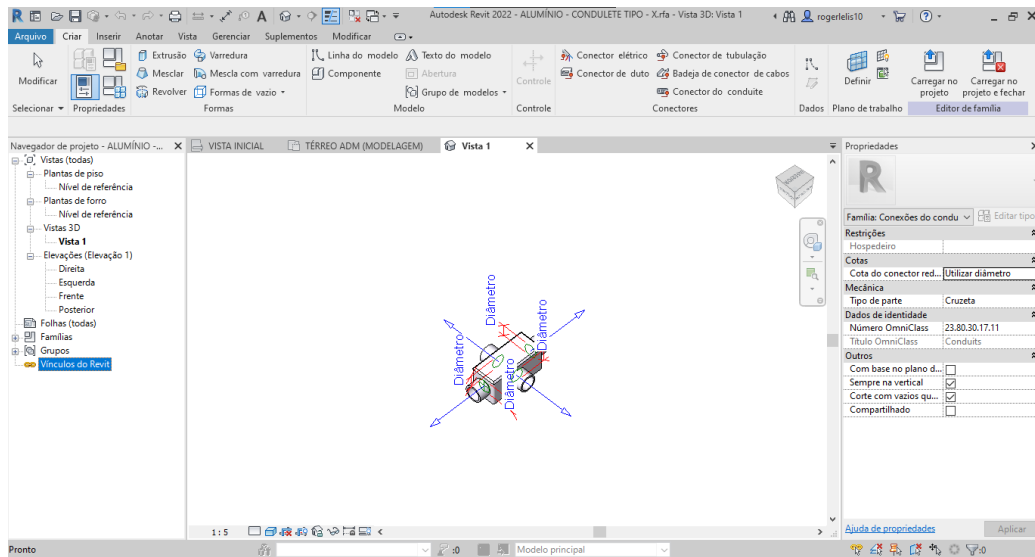 Autodesk Revit 2022 - ALUMÍNIO - CONDULETE TIPO - X.rfa - Vista 3D: Vista 1
rogerlelis10
Arquivo Criar Inserir Anotar Vista Gerenciar Suplementos Modificar
Modificar
Extrusão Varredura
Mesclar Mescla com varredura
Revolver Formas de vazio
Linha do modelo Texto do modelo
Componente Abertura
Grupo de modelos
Controle
Conector elétrico Conector de tubulação
Conector de duto Badeja de conector de cabos
Conector do conduite
Definir
Carregar no projeto
Carregar no projeto e fechar
Selecionar Propriedades Formas Modelo Controle Conectores Dados Plano de trabalho Editor de família
Navegador de projeto - ALUMÍNIO -...
VISTA INICIAL
TÉRREO ADM (MODELAGEM)
Vista 1
Propriedades
Vistas (todas)
Plantas de piso
Nível de referência
Plantas de forro
Nível de referência
Vistas 3D
Vista 1
Elevações (Elevação 1)
Direita
Esquerda
Frente
Posterior
Folhas (todas)
Famílias
Grupos
Vínculos do Revit
Diâmetro
Diâmetro
Diâmetro
Diâmetro
R
Família: Conexões do condu Editar tipo
Restrições
Hospedeiro
Cotas
Cota do conector red... Utilizar diâmetro
Mecânica
Tipo de parte Cruzeta
Dados de identidade
Número OmniClass 23.80.30.17.11
Título OmniClass Conduits
Outros
Com base no plano d...
Sempre na vertical
Corte com vazios qu...
Compartilhado
Ajuda de propriedades Aplicar
1 : 5
Pronto
:0
Modelo principal
:0